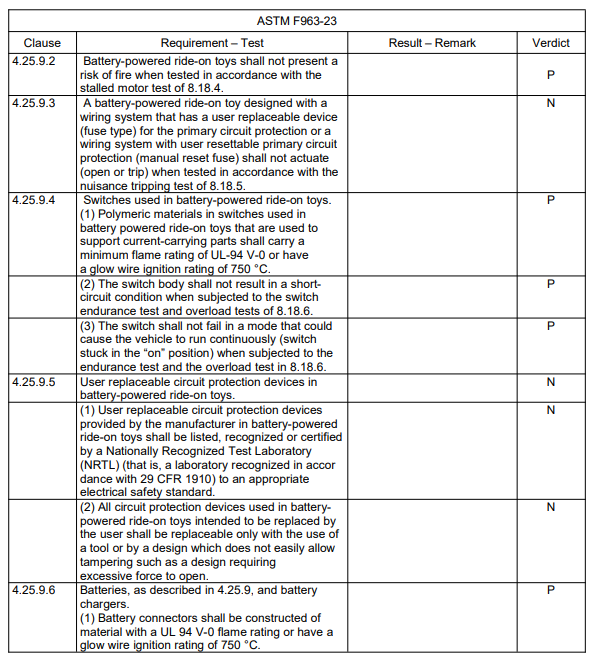 ASTM F963-23
Clause Requirement – Test Result – Remark Verdict
4.25.9.2 Battery-powered ride-on toys shall not present a
risk of fire when tested in accordance with the
stalled motor test of 8.18.4.
P
4.25.9.3 A battery-powered ride-on toy designed with a
wiring system that has a user replaceable device
(fuse type) for the primary circuit protection or a
wiring system with user resettable primary circuit
protection (manual reset fuse) shall not actuate
(open or trip) when tested in accordance with the
nuisance tripping test of 8.18.5.
N
4.25.9.4 Switches used in battery-powered ride-on toys.
(1) Polymeric materials in switches used in
battery powered ride-on toys that are used to
support current-carrying parts shall carry a
minimum flame rating of UL-94 V-0 or have
a glow wire ignition rating of 750 °C.
P
(2) The switch body shall not result in a short-
circuit condition when subjected to the switch
endurance test and overload tests of 8.18.6.
P
(3) The switch shall not fail in a mode that could
cause the vehicle to run continuously (switch
stuck in the “on” position) when subjected to the
endurance test and the overload test in 8.18.6.
P
4.25.9.5 User replaceable circuit protection devices in
battery-powered ride-on toys.
N
(1) User replaceable circuit protection devices
provided by the manufacturer in battery-powered
ride-on toys shall be listed, recognized or certified
by a Nationally Recognized Test Laboratory
(NRTL) (that is, a laboratory recognized in accor
dance with 29 CFR 1910) to an appropriate
electrical safety standard.
N
(2) All circuit protection devices used in battery-
powered ride-on toys intended to be replaced by
the user shall be replaceable only with the use of
a tool or by a design which does not easily allow
tampering such as a design requiring
excessive force to open.
N
4.25.9.6 Batteries, as described in 4.25.9, and battery
chargers.
(1) Battery connectors shall be constructed of
material with a UL 94 V-0 flame rating or have a
glow wire ignition rating of 750 °C.
P